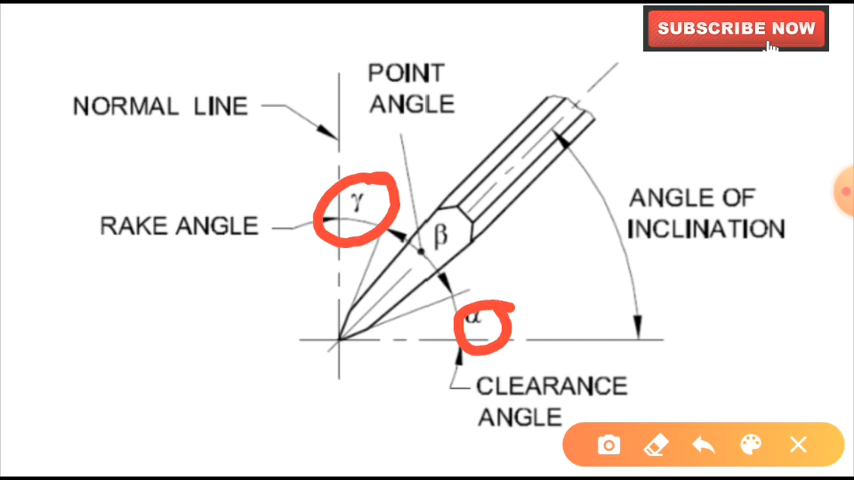 SUBSCRIBE NOW
POINT
ANGLE
NORMAL LINE
γ
RAKE ANGLE
β
ANGLE OF
INCLINATION
α
CLEARANCE
ANGLE